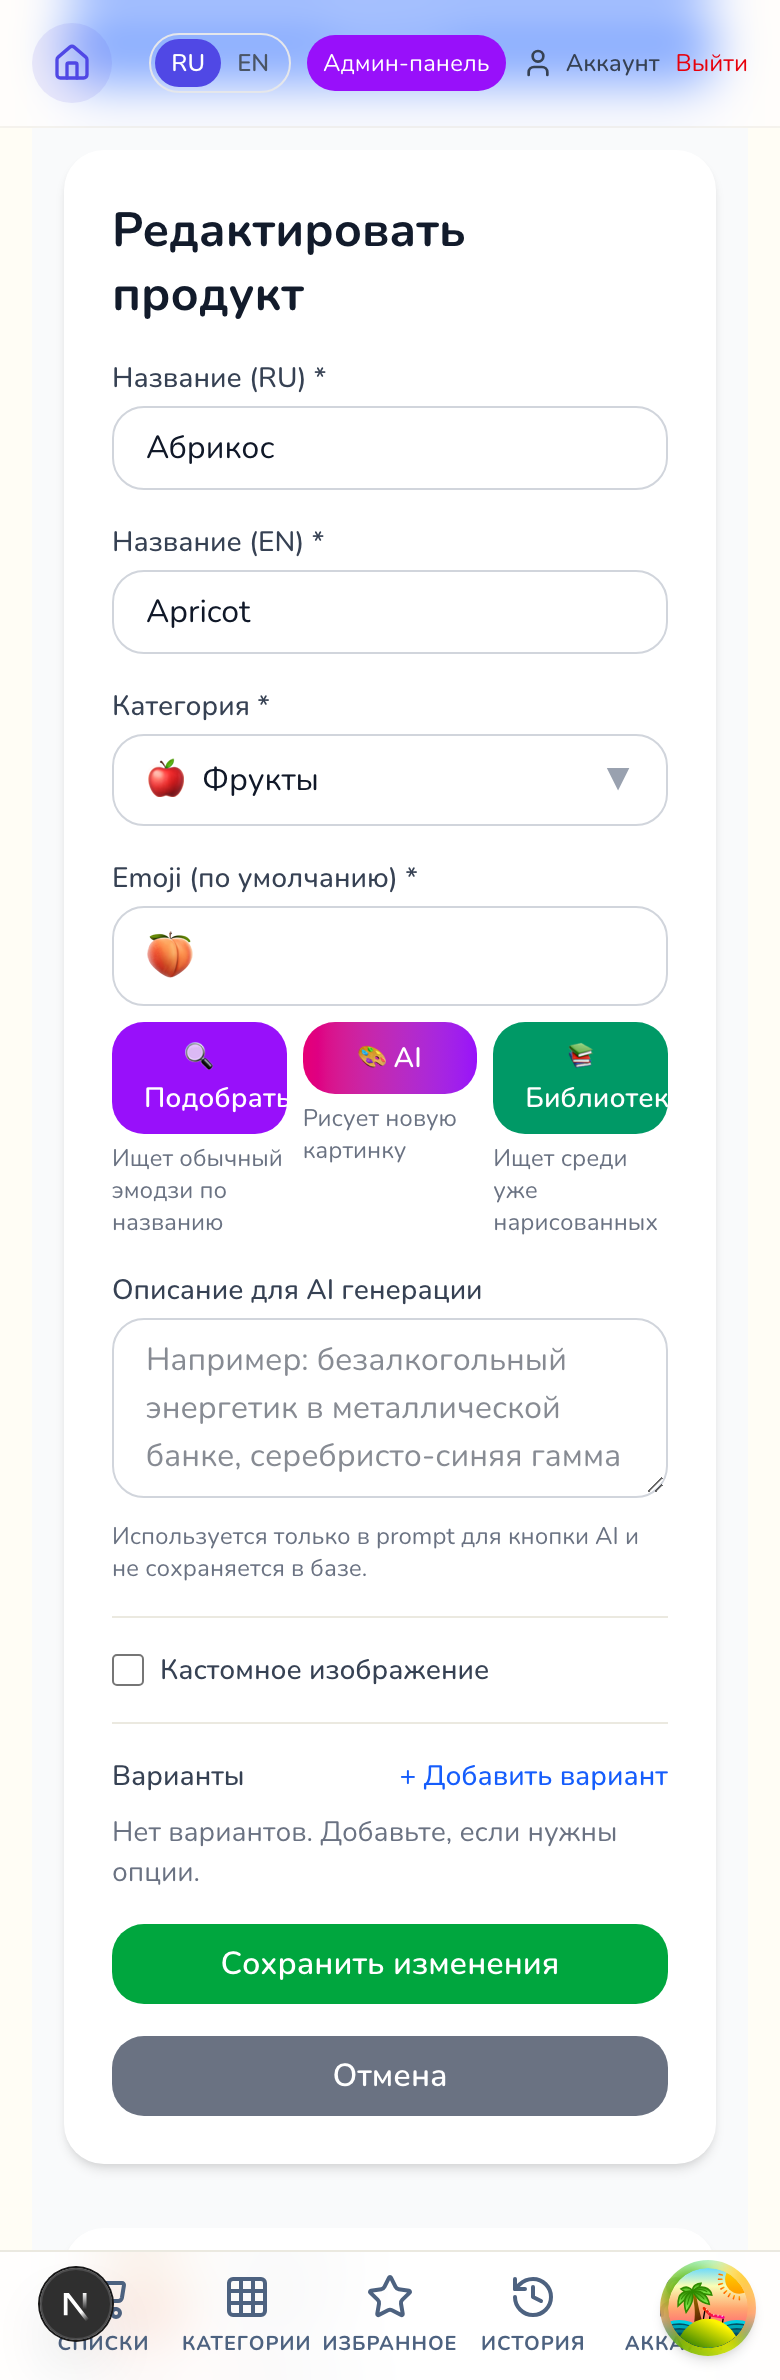 RU EN Админ-панель Аккаунт Выйти
Редактировать
продукт
Название (RU) *
Абрикос
Название (EN) *
Apricot
Категория *
Фрукты
Emoji (по умолчанию) *
Подобрать
AI
Библиотек
Ищет обычный
эмодзи по
названию
Рисует новую
картинку
Ищет среди
уже
нарисованных
Описание для AI генерации
Например: безалкогольный
энергетик в металлической
банке, серебристо-синяя гамма
Используется только в prompt для кнопки AI и
не сохраняется в базе.
Кастомное изображение
Варианты
+ Добавить вариант
Нет вариантов. Добавьте, если нужны
опции.
Сохранить изменения
Отмена
N
СПИСКИ КАТЕГОРИИ ИЗБРАННОЕ ИСТОРИЯ АККА